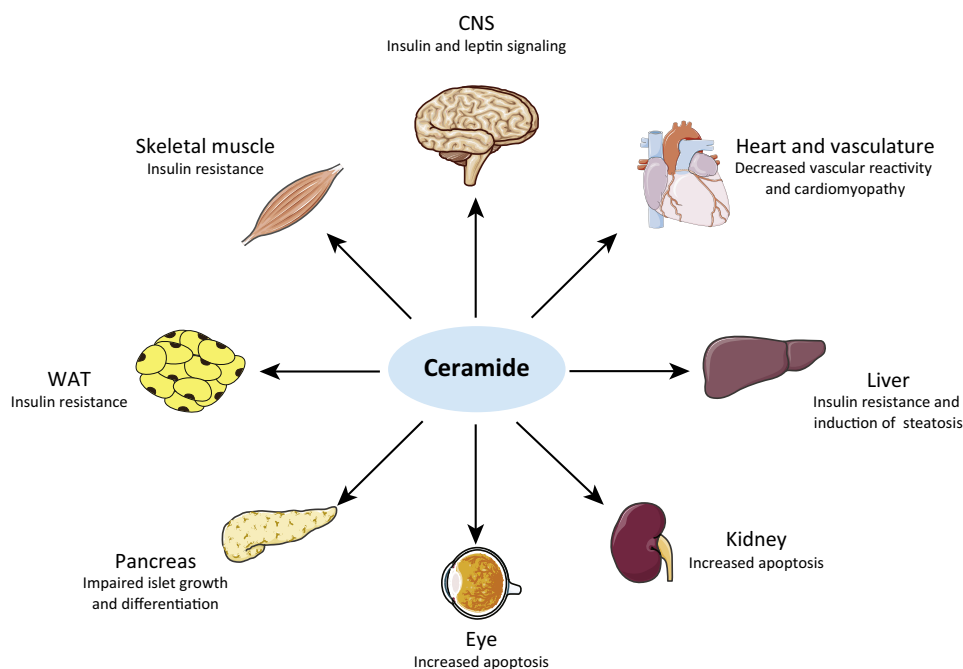 CNS
Insulin and leptin signaling
Skeletal muscle
Insulin resistance
Heart and vasculature
Decreased vascular reactivity
and cardiomyopathy
Ceramide
WAT
Insulin resistance
Liver
Insulin resistance and
induction of steatosis
Pancreas
Impaired islet growth
and differentiation
Kidney
Increased apoptosis
Eye
Increased apoptosis